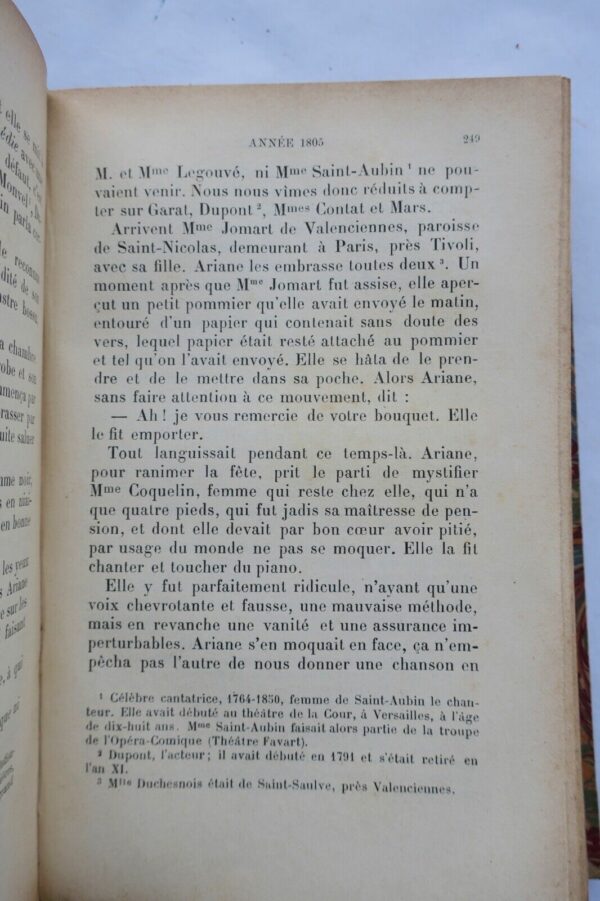 ANNÉE 1805 249
M. et Mme Legouvé, ni Mme Saint-Aubin ¹ ne pou-
vaient venir. Nous nous vîmes donc réduits à comp-
ter sur Garat, Dupont ², Mmes Contat et Mars.
Arrivent Mme Jomart de Valenciennes, paroisse
de Saint-Nicolas, demeurant à Paris, près Tivoli,
avec sa fille. Ariane les embrasse toutes deux ³. Un
moment après que Mme Jomart fut assise, elle aper-
çut un petit pommier qu'elle avait envoyé le matin,
entouré d'un papier qui contenait sans doute des
vers, lequel papier était resté attaché au pommier
et tel qu'on l'avait envoyé. Elle se hâta de le pren-
dre et de le mettre dans sa poche. Alors Ariane,
sans faire attention à ce mouvement, dit :
— Ah ! je vous remercie de votre bouquet. Elle
le fit emporter.
Tout languissait pendant ce temps-là. Ariane,
pour ranimer la fête, prit le parti de mystifier
Mme Coquelin, femme qui reste chez elle, qui n'a
que quatre pieds, qui fut jadis sa maîtresse de pen-
sion, et dont elle devait par bon cœur avoir pitié,
par usage du monde ne pas se moquer. Elle la fit
chanter et toucher du piano.
Elle y fut parfaitement ridicule, n'ayant qu'une
voix chevrotante et fausse, une mauvaise méthode,
mais en revanche une vanité et une assurance im-
perturbables. Ariane s'en moquait en face, ça n'em-
pêcha pas l'autre de nous donner une chanson en
¹ Célèbre cantatrice, 1764-1850, femme de Saint-Aubin le chan-
teur. Elle avait débuté au théâtre de la Cour, à Versailles, à l'âge
de dix-huit ans. Mme Saint-Aubin faisait alors partie de la troupe
de l'Opéra-Comique (Théâtre Favart).
² Dupont, l'acteur ; il avait débuté en 1791 et s'était retiré en
l'an XI.
³ Mlle Duchesnois était de Saint-Saulve, près Valenciennes.